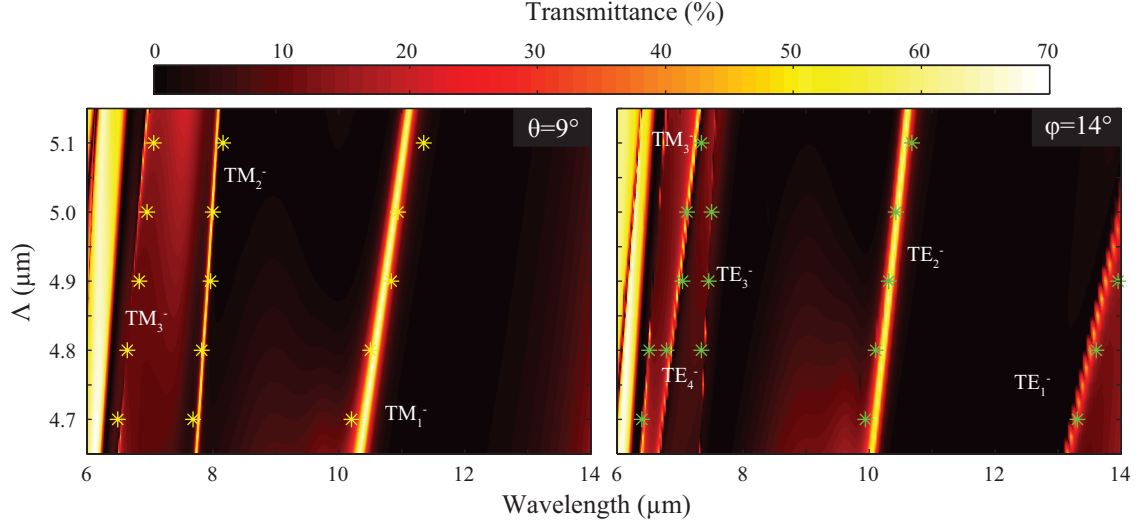 Transmittance (%)
0 10 20 30 40 50 60 70
θ=9°
φ=14°
Λ (µm)
5.1
5.0
4.9
4.8
4.7
TM₂⁻
TM₃⁻
TM₁⁻
TM₃⁻
TE₃⁻
TE₂⁻
TE₄⁻
TE₁⁻
6 8 10 12 14
6 8 10 12 14
Wavelength (µm)
Wavelength (µm)